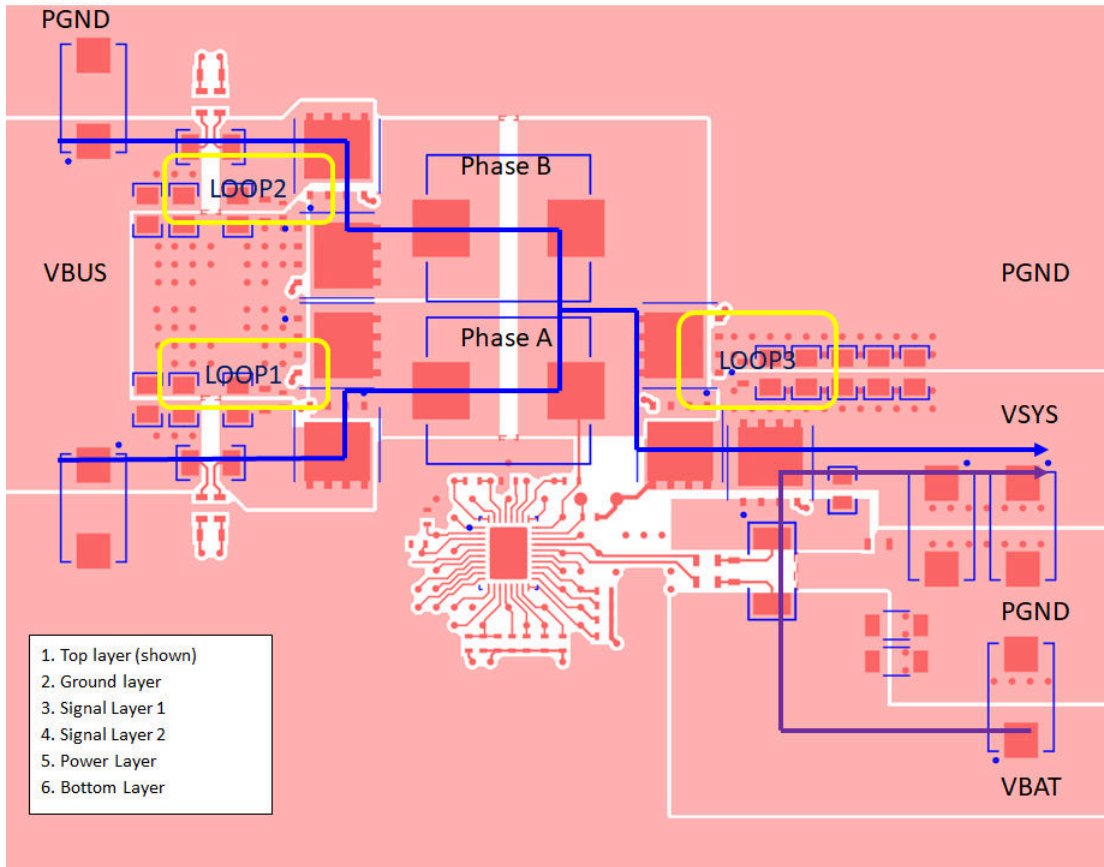 PGND
Phase B
LOOP2
VBUS
PGND
Phase A
LOOP1
LOOP3
VSYS
PGND
VBAT
1. Top layer (shown)
2. Ground layer
3. Signal Layer 1
4. Signal Layer 2
5. Power Layer
6. Bottom Layer